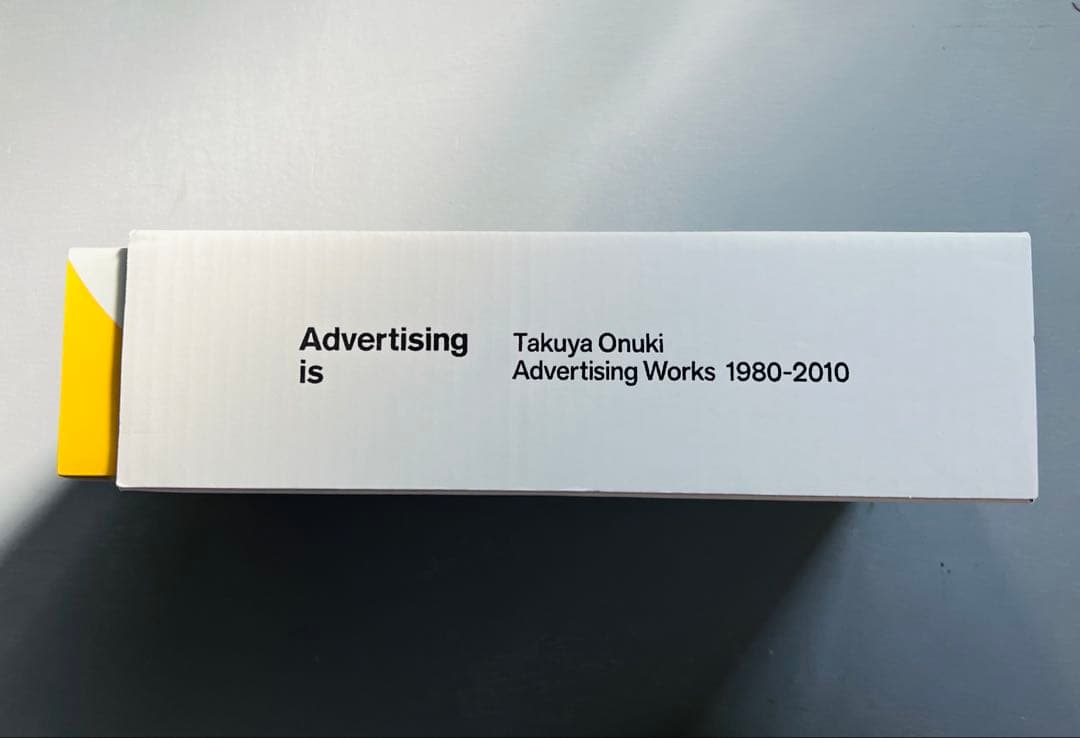 Advertising
is
Takuya Onuki
Advertising Works 1980-2010